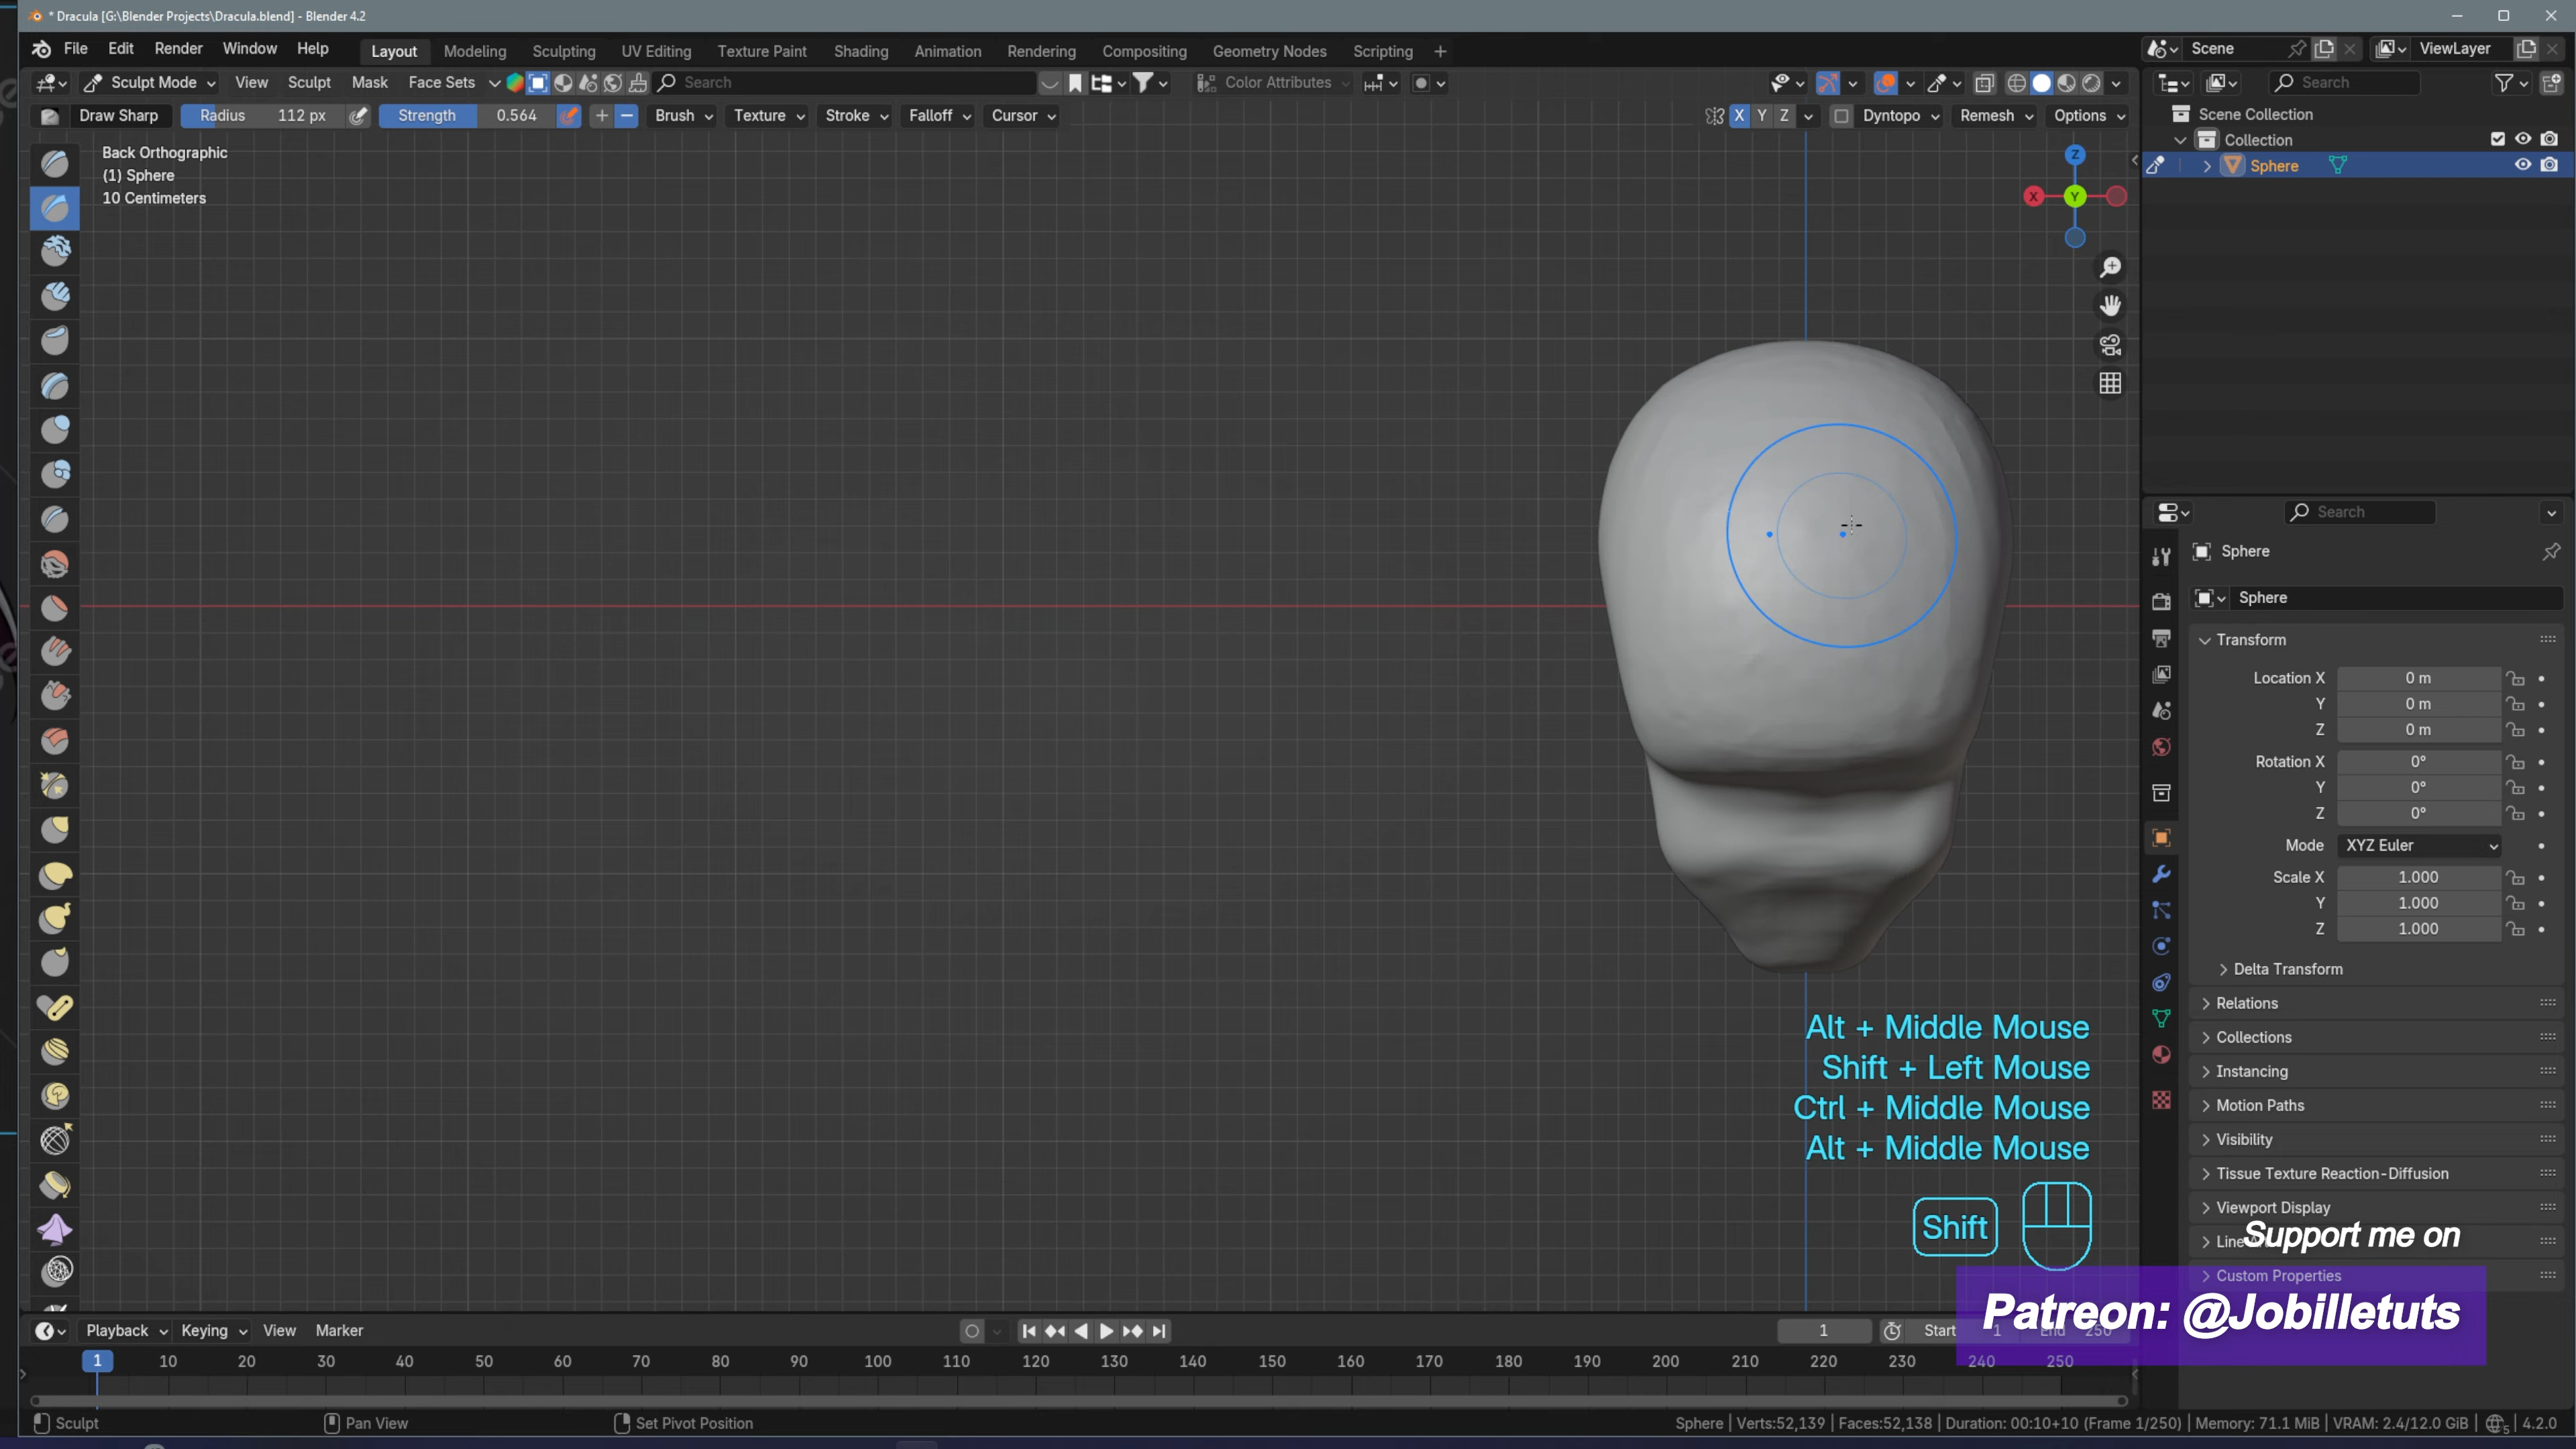 * Dracula [G:\Blender Projects\Dracula.blend] - Blender 4.2
File Edit Render Window Help Layout Modeling Sculpting UV Editing Texture Paint Shading Animation Rendering Compositing Geometry Nodes Scripting + Scene ViewLayer
Sculpt Mode View Sculpt Mask Face Sets Search Color Attributes Search
Draw Sharp Radius 112 px Strength 0.564 Brush Texture Stroke Falloff Cursor X Y Z Dyntopo Remesh Options
Scene Collection
Collection
Sphere
Back Orthographic
(1) Sphere
10 Centimeters
Z
X Y
Search
Sphere
Sphere
Transform
Location X 0 m
Y 0 m
Z 0 m
Rotation X 0°
Y 0°
Z 0°
Mode XYZ Euler
Scale X 1.000
Y 1.000
Z 1.000
Delta Transform
Relations
Collections
Instancing
Motion Paths
Visibility
Tissue Texture Reaction-Diffusion
Viewport Display
Line
Custom Properties
Alt + Middle Mouse
Shift + Left Mouse
Ctrl + Middle Mouse
Alt + Middle Mouse
Shift
Support me on
Patreon: @Jobilletuts
Playback Keying View Marker 1 Start 1 End 250
1 10 20 30 40 50 60 70 80 90 100 110 120 130 140 150 160 170 180 190 200 210 220 230 240 250
Sculpt Pan View Set Pivot Position Sphere | Verts:52,139 | Faces:52,138 | Duration: 00:10+10 (Frame 1/250) | Memory: 71.1 MiB | VRAM: 2.4/12.0 GiB | 5 | 4.2.0